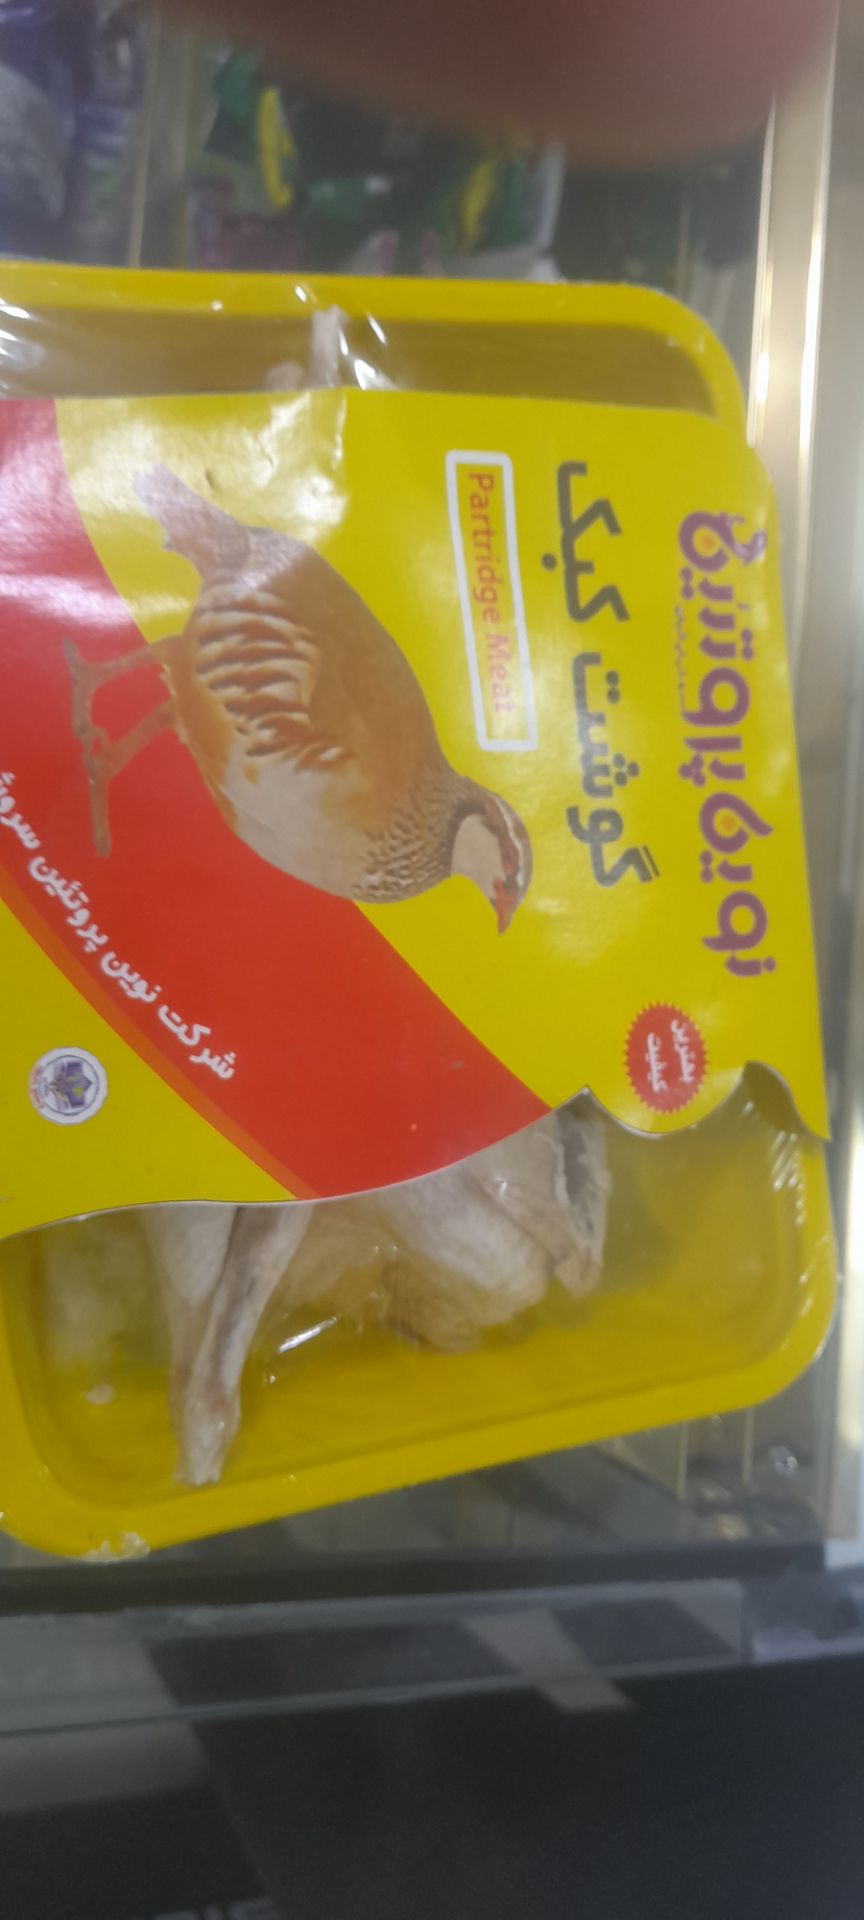 نوین پروتئین
گوشت کبک
Partridge Meat
بهترین
کیفیت
شرکت نوین پروتئین